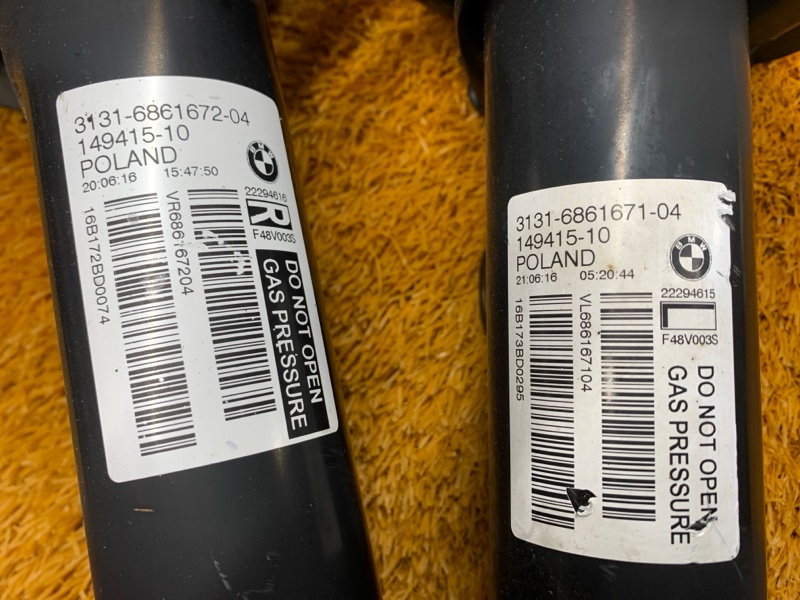 3131-6861672-04
149415-10
POLAND
20:06:16 15:47:50
BMW
22294616
R
F48V003S
16B172BD0074
VR686167204
DO NOT OPEN
GAS PRESSURE
3131-6861671-04
149415-10
POLAND
21:06:16 05:20:44
BMW
22294615
L
F48V003S
16B173BD0295
VL686167104
DO NOT OPEN
GAS PRESSURE